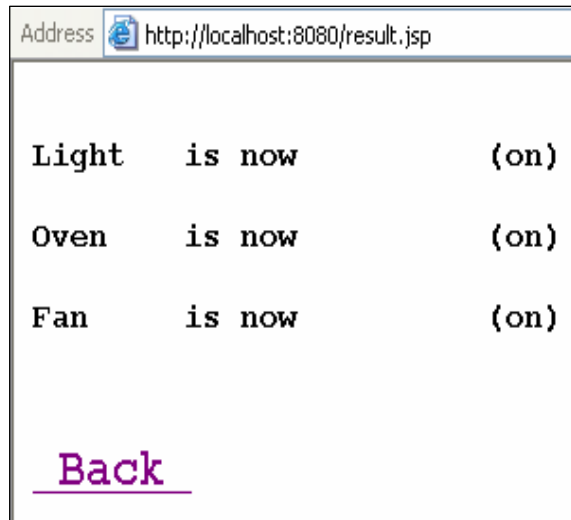 Address http://localhost:8080/result.jsp
Light is now (on)
Oven is now (on)
Fan is now (on)
Back